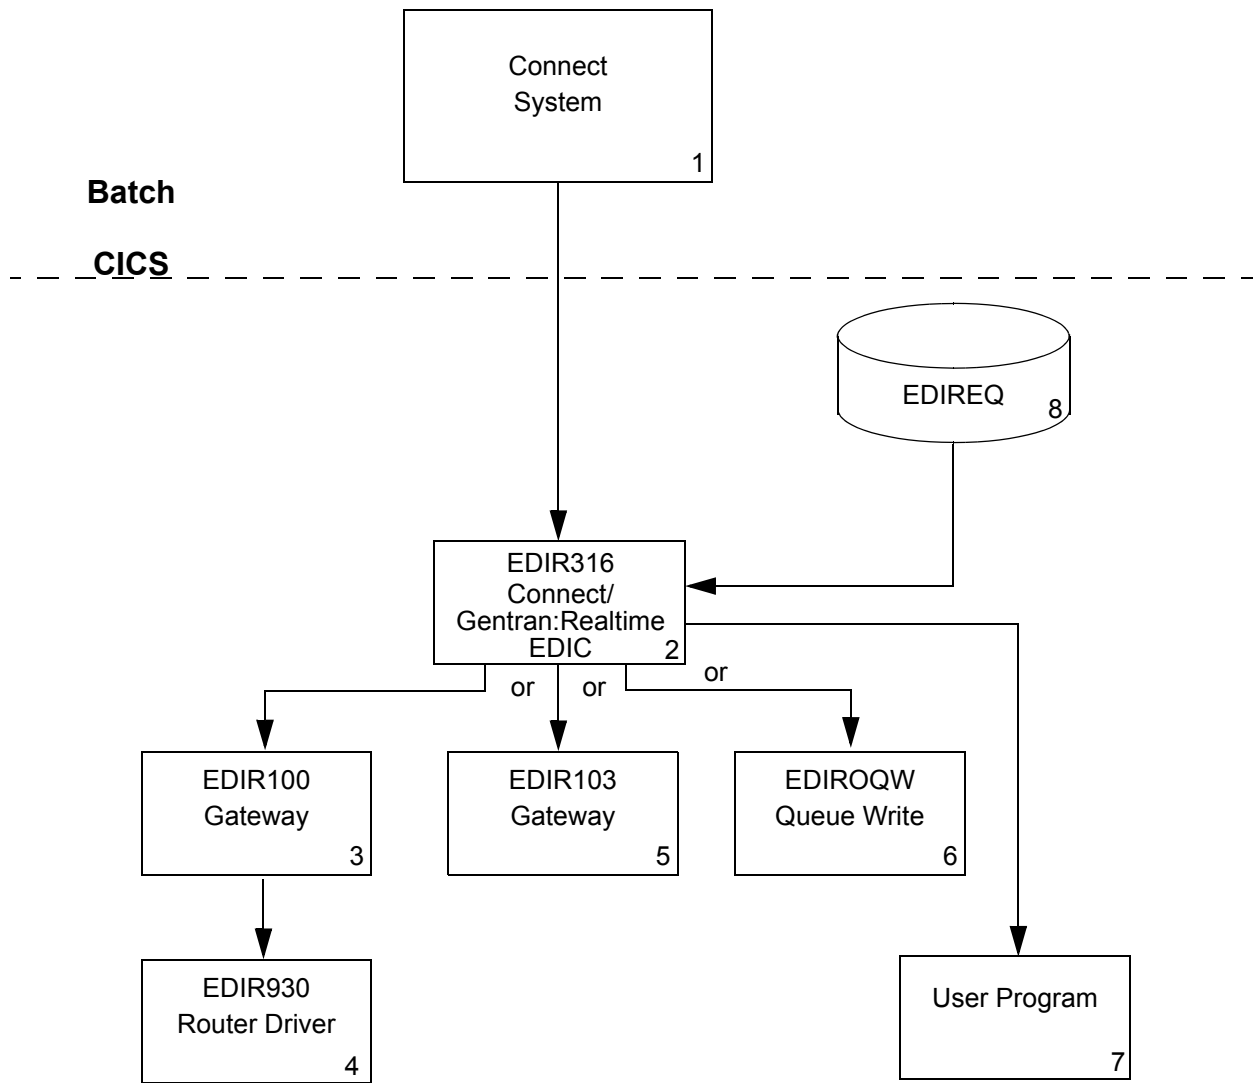 Connect
System
1
Batch
CICS
EDIREQ
8
EDIR316
Connect/
Gentran:Realtime
EDIC
2
or
or
or
EDIR100
Gateway
3
EDIR103
Gateway
5
EDIROQW
Queue Write
6
EDIR930
Router Driver
4
User Program
7